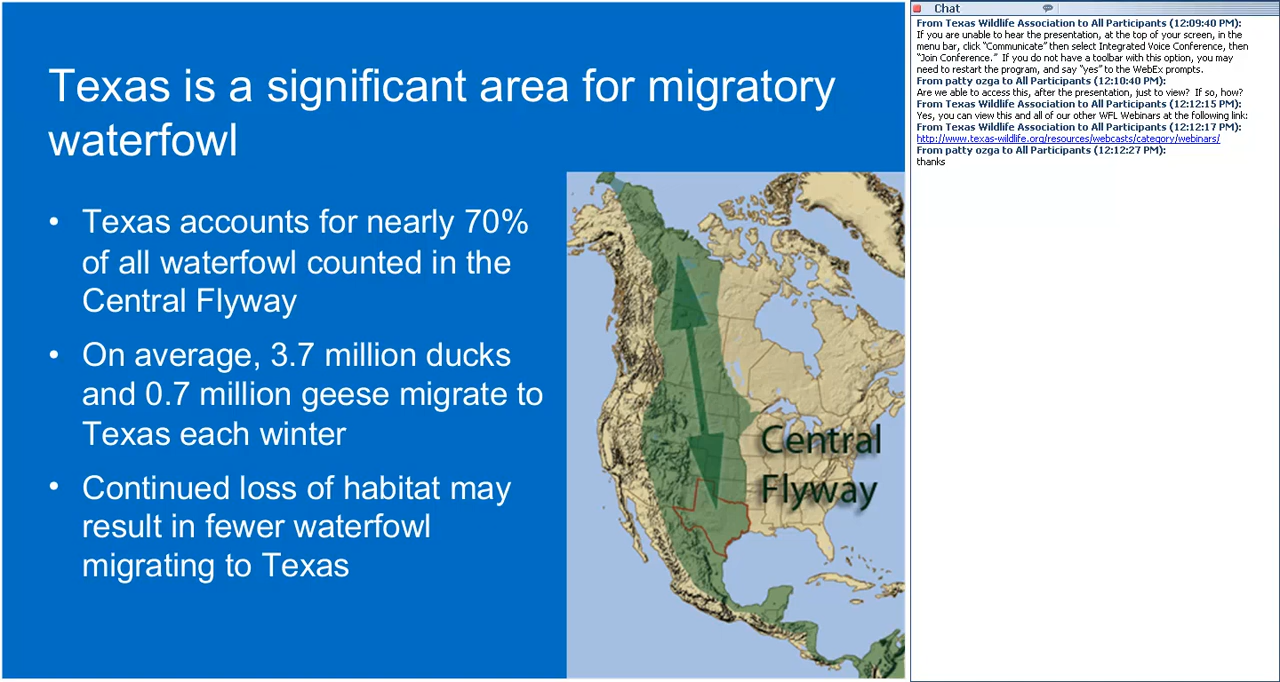 Texas is a significant area for migratory
waterfowl
• Texas accounts for nearly 70%
of all waterfowl counted in the
Central Flyway
• On average, 3.7 million ducks
and 0.7 million geese migrate to
Texas each winter
• Continued loss of habitat may
result in fewer waterfowl
migrating to Texas
Central
Flyway
Chat
From Texas Wildlife Association to All Participants (12:09:40 PM):
If you are unable to hear the presentation, at the top of your screen, in the
menu bar, click "Communicate" then select Integrated Voice Conference, then
"Join Conference." If you do not have a toolbar with this option, you may
need to restart the program, and say "yes" to the WebEx prompts.
From patty ozga to All Participants (12:10:40 PM):
Are we able to access this, after the presentation, just to view? If so, how?
From Texas Wildlife Association to All Participants (12:12:15 PM):
Yes, you can view this and all of our other WFL Webinars at the following link:
From Texas Wildlife Association to All Participants (12:12:17 PM):
http://www.texas-wildlife.org/resources/webcasts/category/webinars/
From patty ozga to All Participants (12:12:27 PM):
thanks